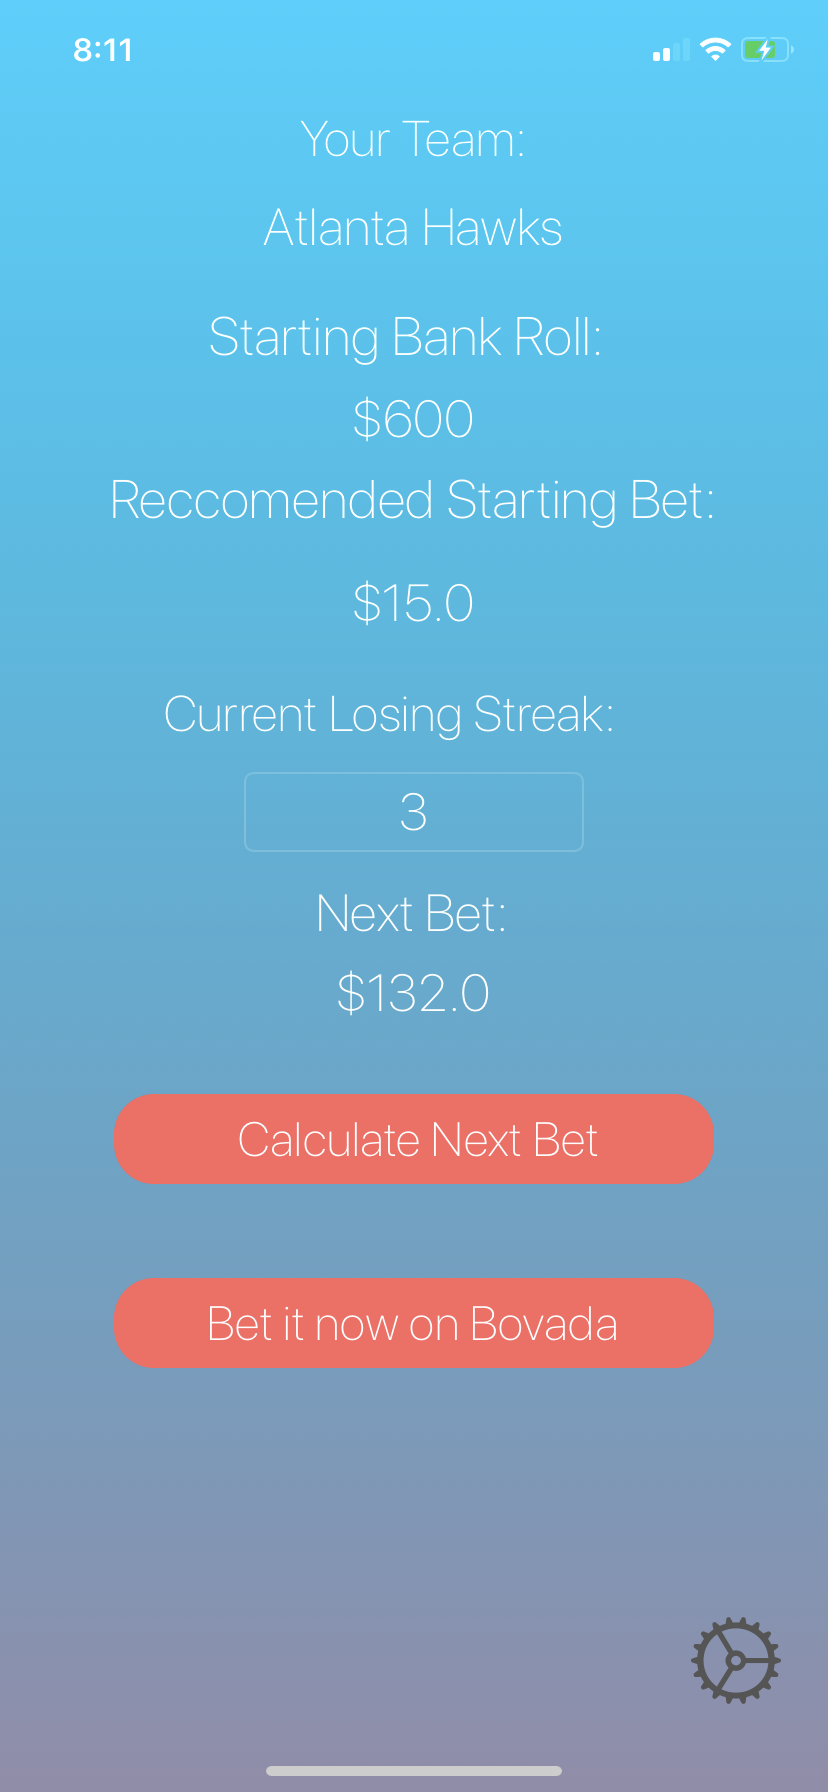 8:11
Your Team:
Atlanta Hawks
Starting Bank Roll:
$600
Reccomended Starting Bet:
$15.0
Current Losing Streak:
3
Next Bet:
$132.0
Calculate Next Bet
Bet it now on Bovada